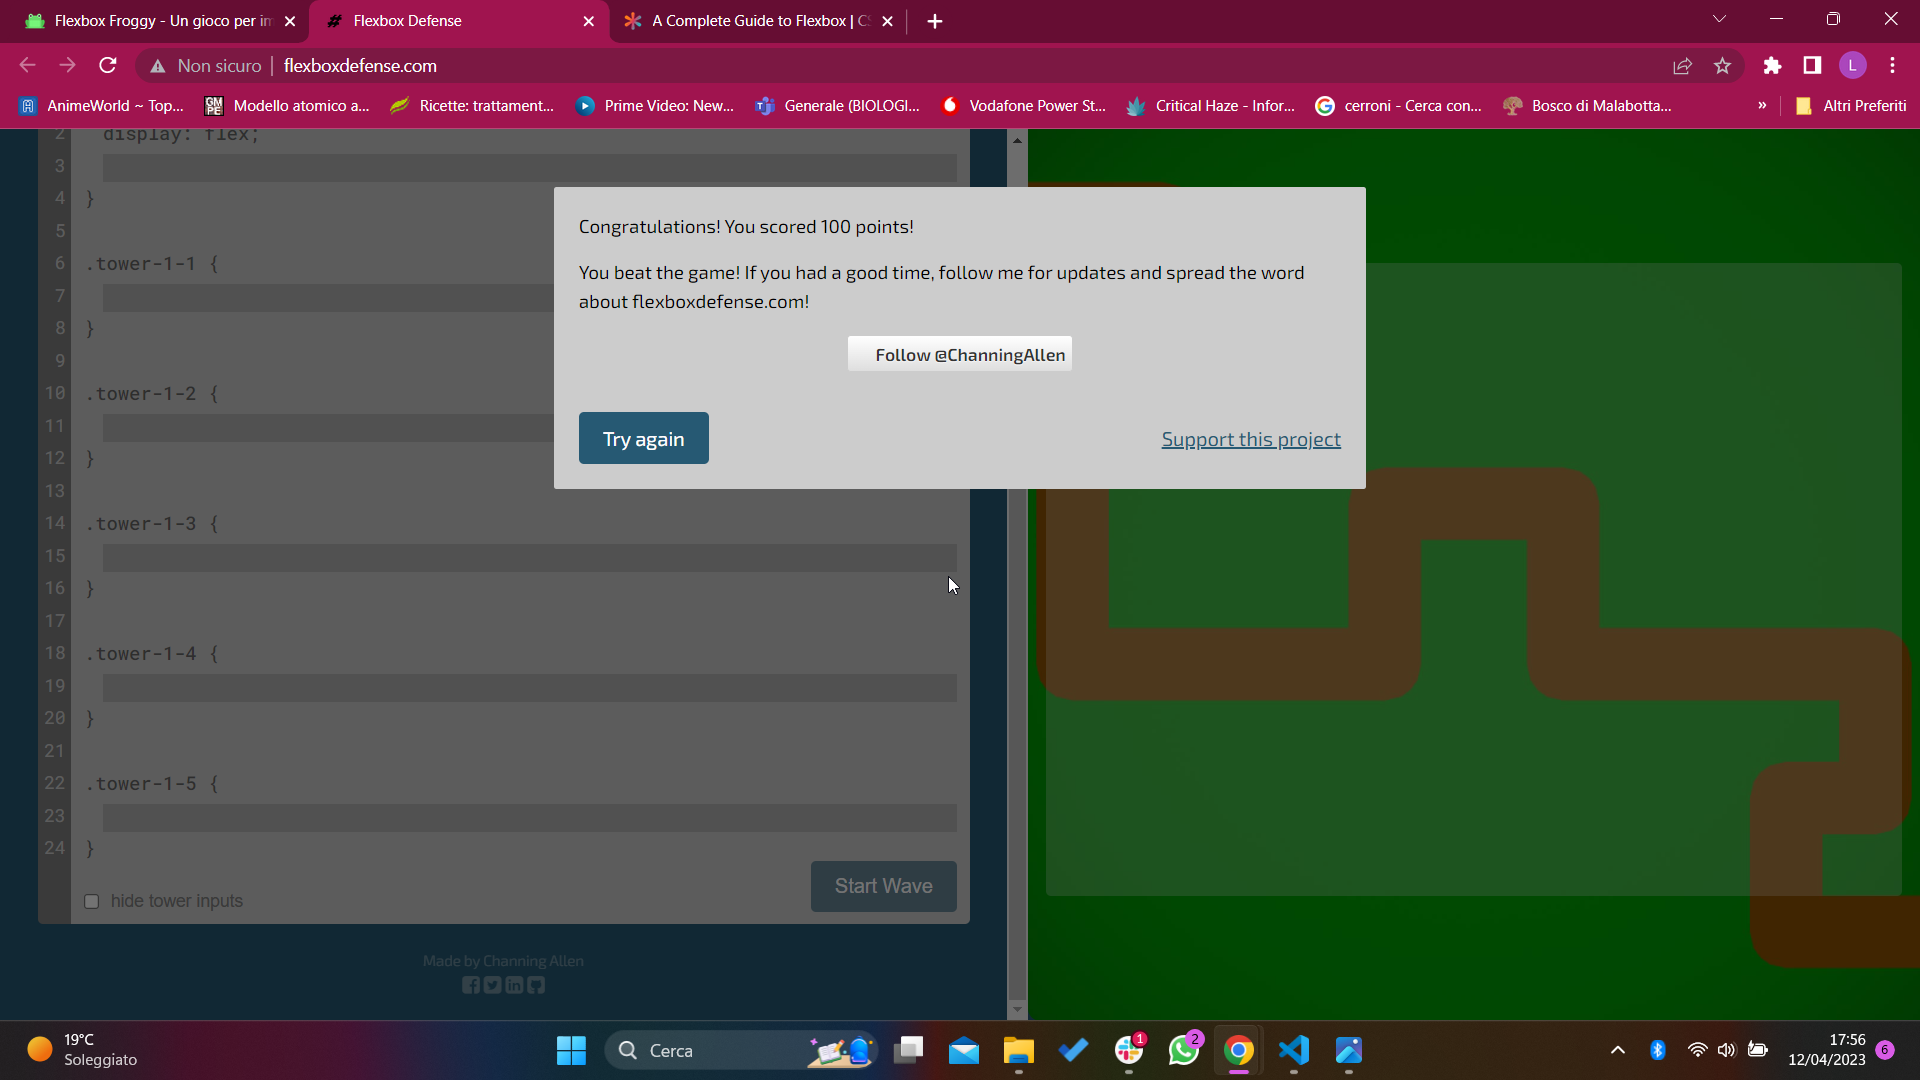 Flexbox Froggy - Un gioco per im
Flexbox Defense
A Complete Guide to Flexbox | CS
Non sicuro
flexboxdefense.com
L
AnimeWorld ~ Top...
GM
PE
Modello atomico a...
Ricette: trattament...
Prime Video: New...
Generale (BIOLOGI...
Vodafone Power St...
Critical Haze - Infor...
cerroni - Cerca con...
Bosco di Malabotta...
»
Altri Preferiti
2 display: flex;
3
4 }
5
6 .tower-1-1 {
7
8 }
9
10 .tower-1-2 {
11
12 }
13
14 .tower-1-3 {
15
16 }
17
18 .tower-1-4 {
19
20 }
21
22 .tower-1-5 {
23
24 }
hide tower inputs
Start Wave
Made by Channing Allen
Congratulations! You scored 100 points!
You beat the game! If you had a good time, follow me for updates and spread the word
about flexboxdefense.com!
Follow @ChanningAllen
Try again
Support this project
19°C
Soleggiato
Cerca
1
2
17:56
12/04/2023
6